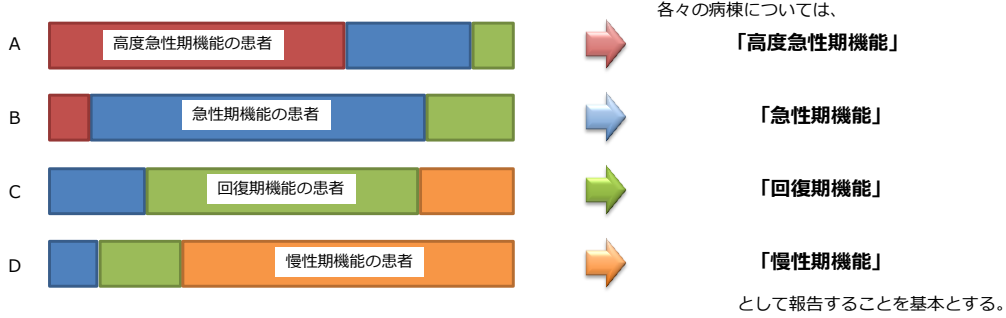 各々の病棟については、
A
高度急性期機能の患者
「高度急性期機能」
B
急性期機能の患者
「急性期機能」
C
回復期機能の患者
「回復期機能」
D
慢性期機能の患者
「慢性期機能」
として報告することを基本とする。